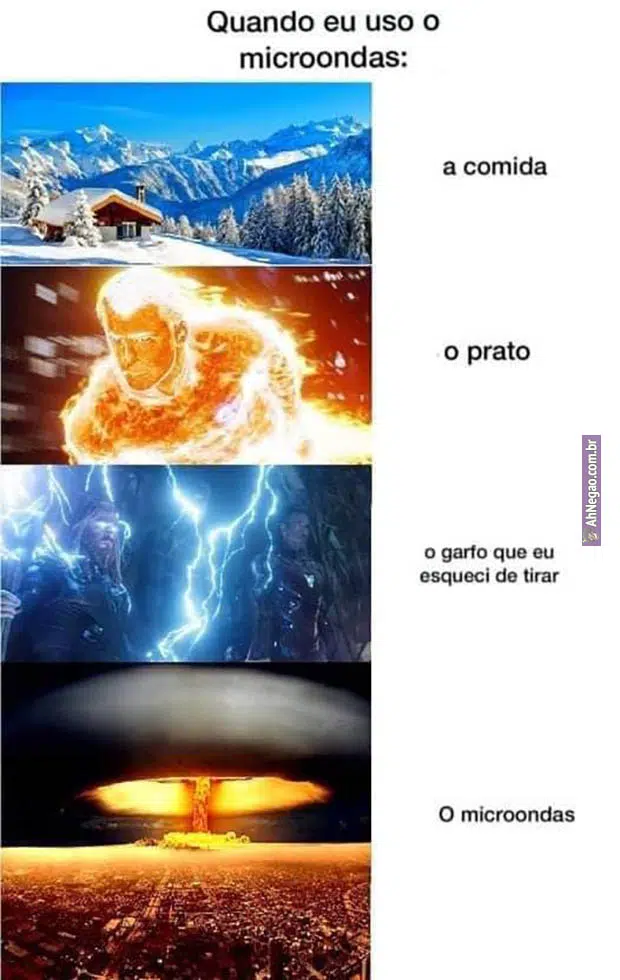 Quando eu uso o
microondas:
a comida
o prato
o garfo que eu
esqueci de tirar
O microondas
AhNegao.com.br